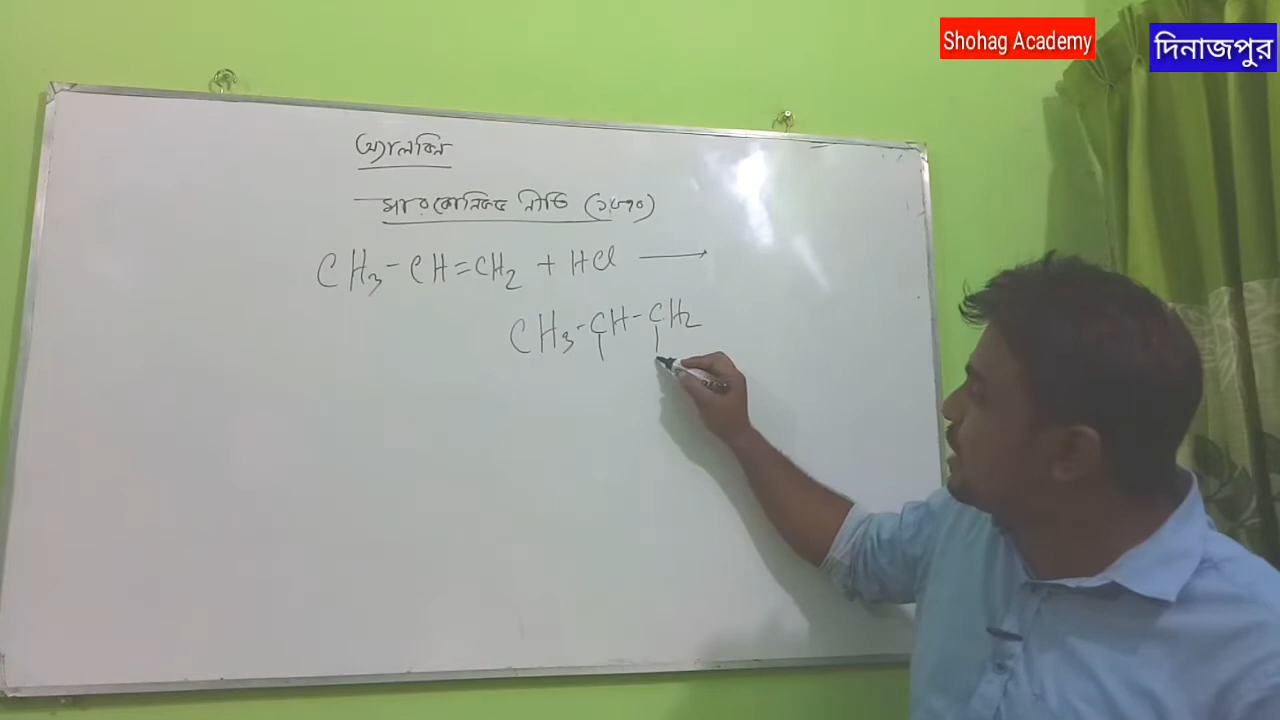 Shohag Academy
দিনাজপুর
অ্যালকিন
মারকোনিকভ নীতি (১৮৭০)
CH₃-CH=CH₂ + HCl ⟶
CH₃-CH-CH₂